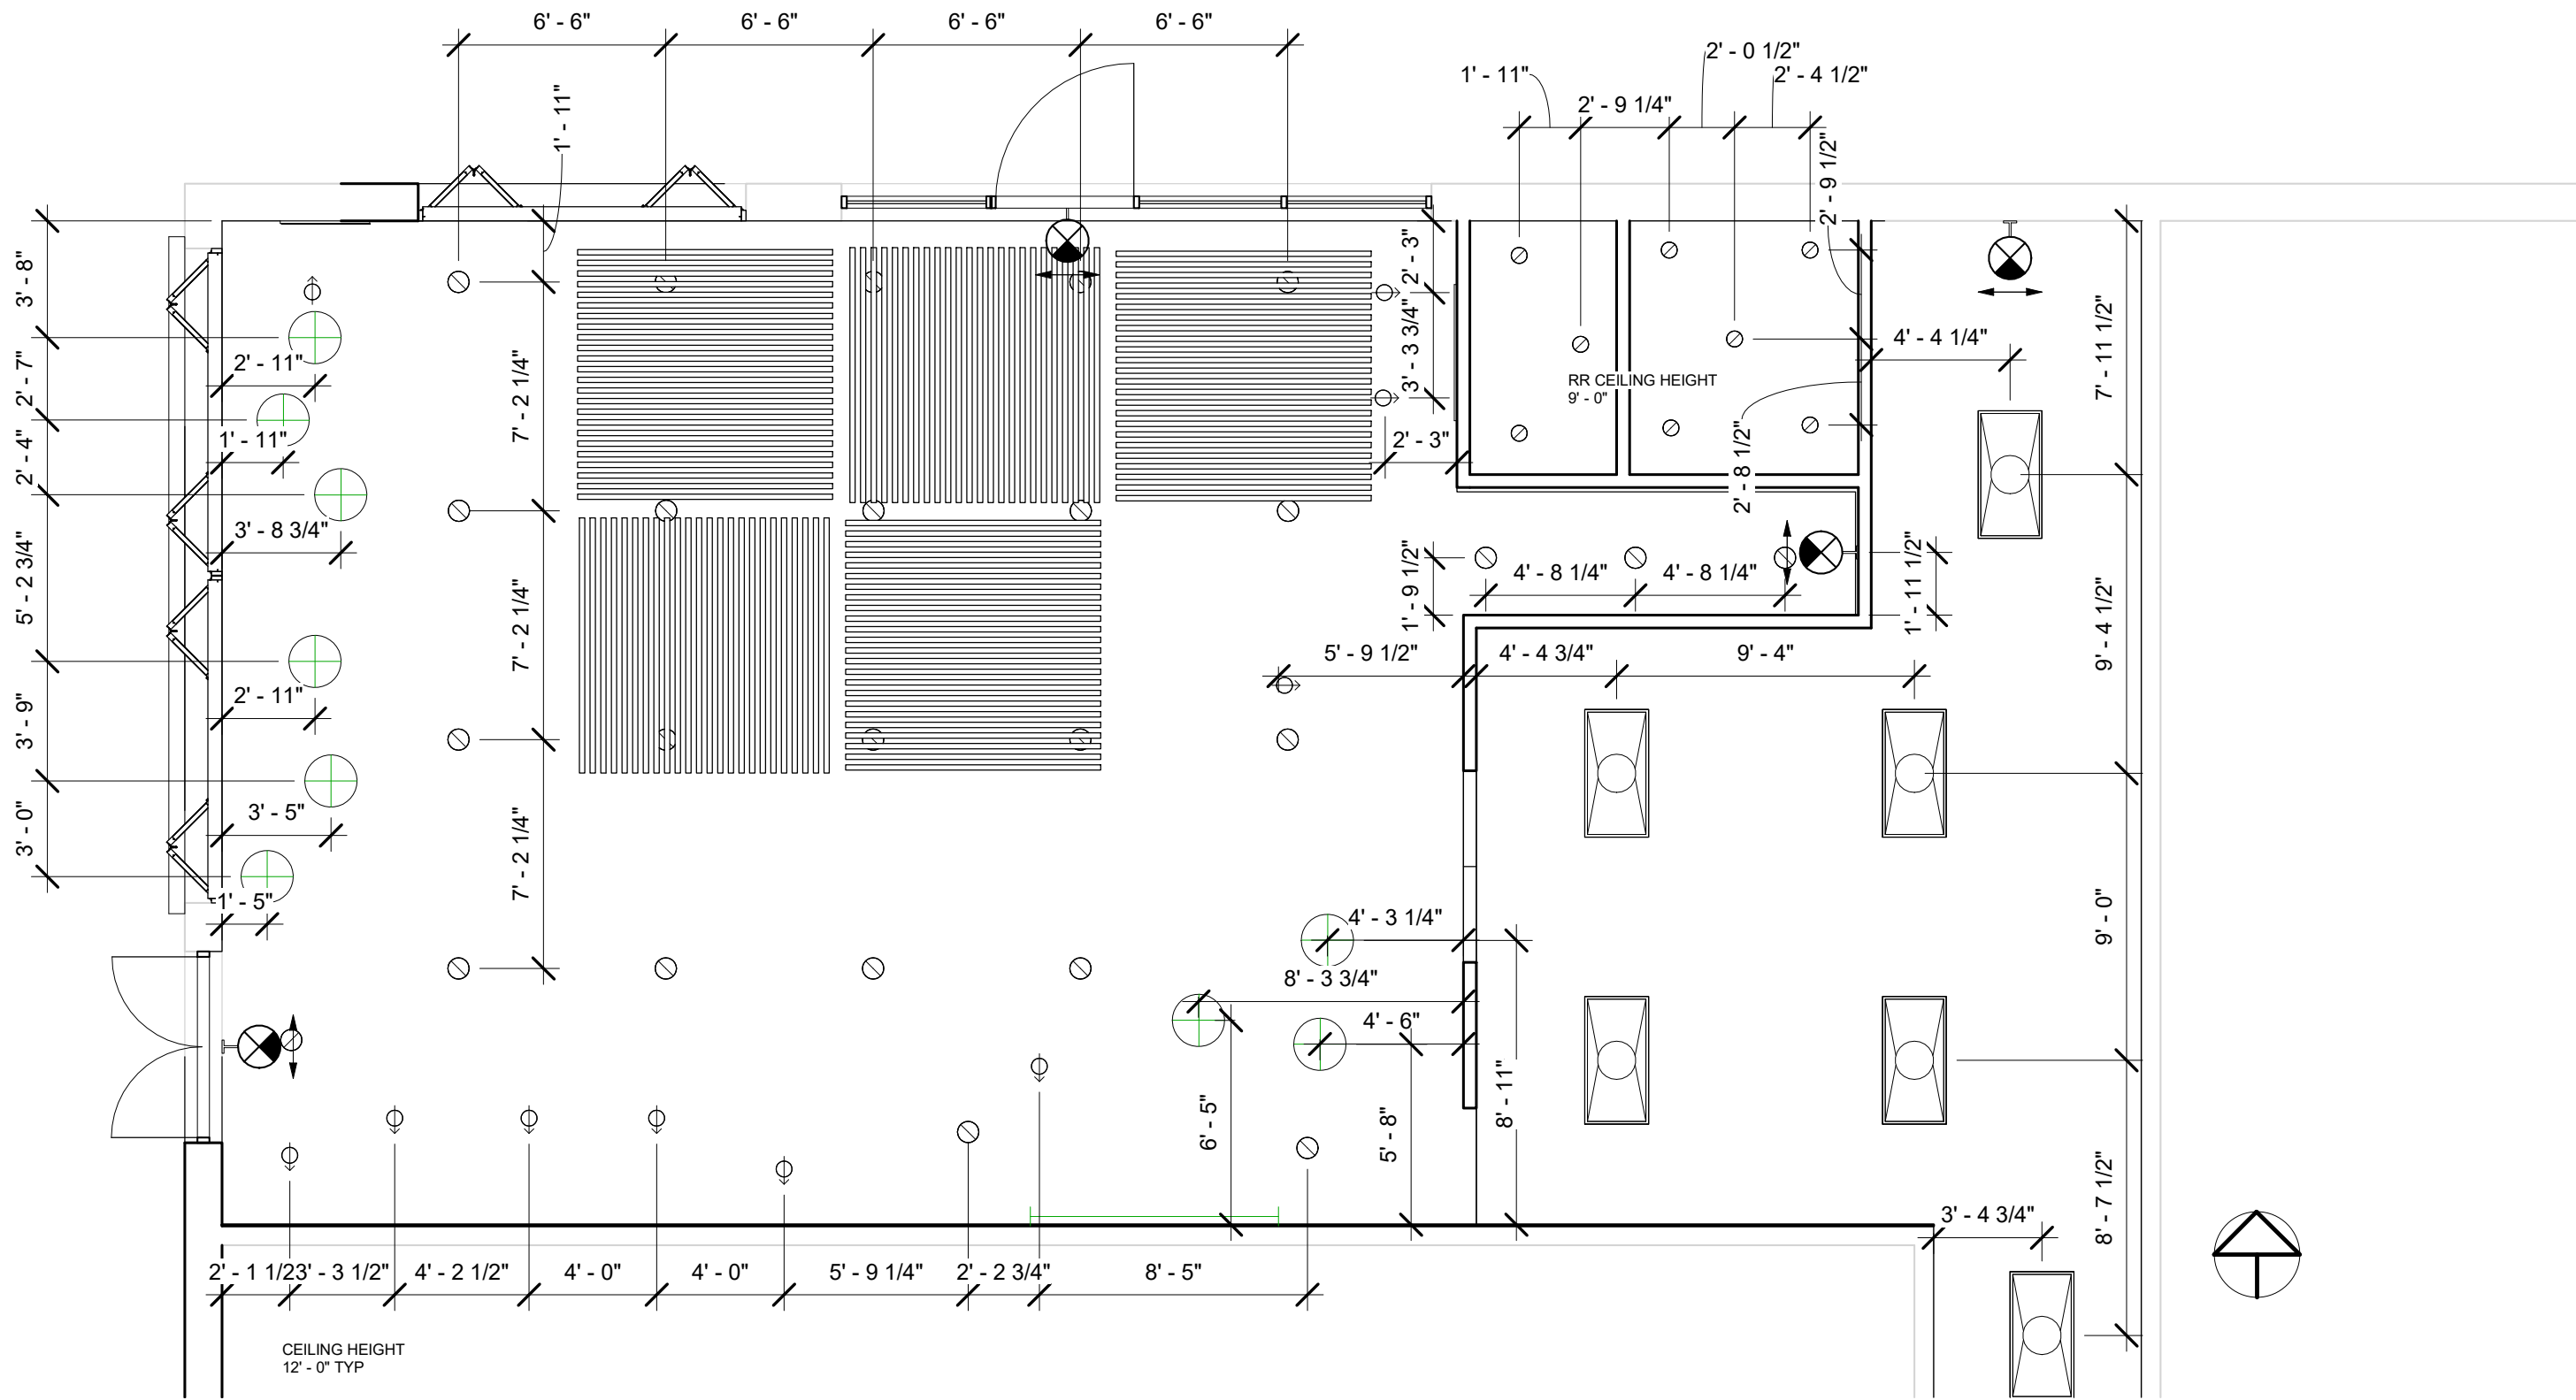 6' - 6"
6' - 6"
6' - 6"
6' - 6"
2' - 0 1/2"
1' - 11"
2' - 4 1/2"
2' - 9 1/4"
1' - 11"
2' - 9 1/2"
3' - 8"
2' - 3"
7' - 11 1/2"
4' - 4 1/4"
3' - 3 3/4"
2' - 11"
2' - 7"
7' - 2 1/4"
RR CEILING HEIGHT
9' - 0"
1' - 11"
2' - 4"
2' - 3"
2' - 8 1/2"
3' - 8 3/4"
5' - 2 3/4"
1' - 9 1/2"
4' - 8 1/4"
4' - 8 1/4"
1' - 11 1/2"
7' - 2 1/4"
9' - 4 1/2"
5' - 9 1/2"
4' - 4 3/4"
9' - 4"
2' - 11"
3' - 9"
3' - 5"
3' - 0"
7' - 2 1/4"
1' - 5"
4' - 3 1/4"
9' - 0"
8' - 3 3/4"
4' - 6"
6' - 5"
5' - 8"
8' - 11"
8' - 7 1/2"
3' - 4 3/4"
2' - 1 1/2
3' - 3 1/2"
4' - 2 1/2"
4' - 0"
4' - 0"
5' - 9 1/4"
2' - 2 3/4"
8' - 5"
CEILING HEIGHT
12' - 0" TYP